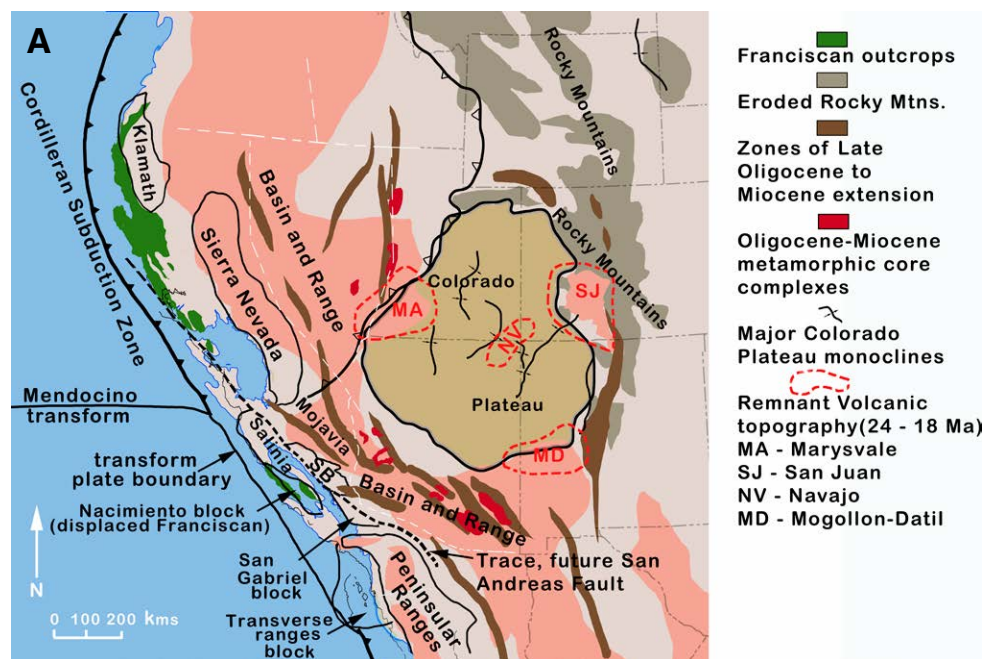 A
Cordilleran Subduction Zone
Klamath
Sierra Nevada
Basin and Range
Rocky Mountains
Rocky Mountains
Colorado
Plateau
MA
SJ
NV
MD
Mendocino
transform
transform
plate boundary
Nacimiento block
(displaced Franciscan)
Salinia
SB
Mojavia
Basin and Range
San
Gabriel
block
Transverse
ranges
block
Peninsular
Ranges
Trace, future San
Andreas Fault
N
0 100 200 kms
Franciscan outcrops
Eroded Rocky Mtns.
Zones of Late
Oligocene to
Miocene extension
Oligocene-Miocene
metamorphic core
complexes
Major Colorado
Plateau monoclines
Remnant Volcanic
topography(24 - 18 Ma)
MA - Marysvale
SJ - San Juan
NV - Navajo
MD - Mogollon-Datil